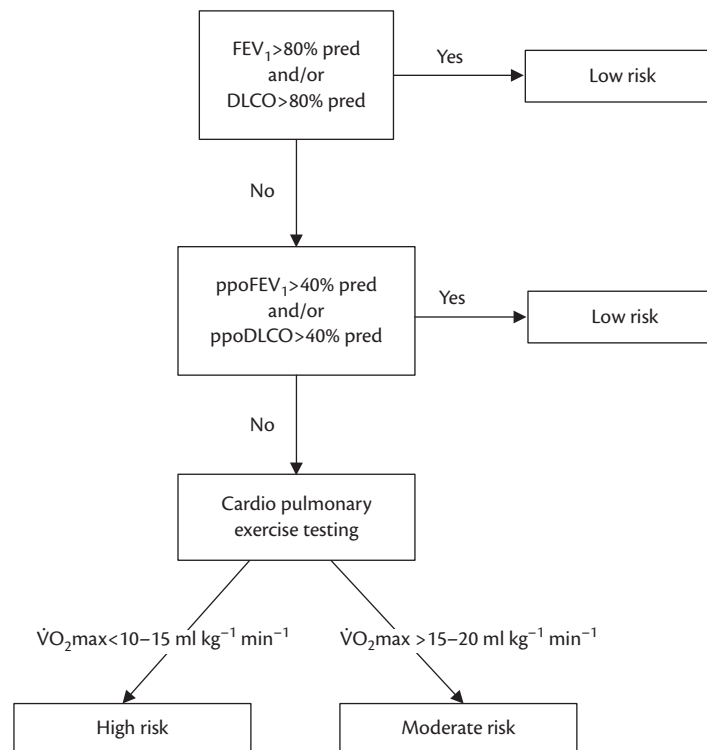 FEV₁>80% pred
and/or
DLCO>80% pred
Yes
Low risk
No
ppoFEV₁>40% pred
and/or
ppoDLCO>40% pred
Yes
Low risk
No
Cardio pulmonary
exercise testing
V̇O₂max<10–15 ml kg⁻¹ min⁻¹
V̇O₂max >15–20 ml kg⁻¹ min⁻¹
High risk
Moderate risk